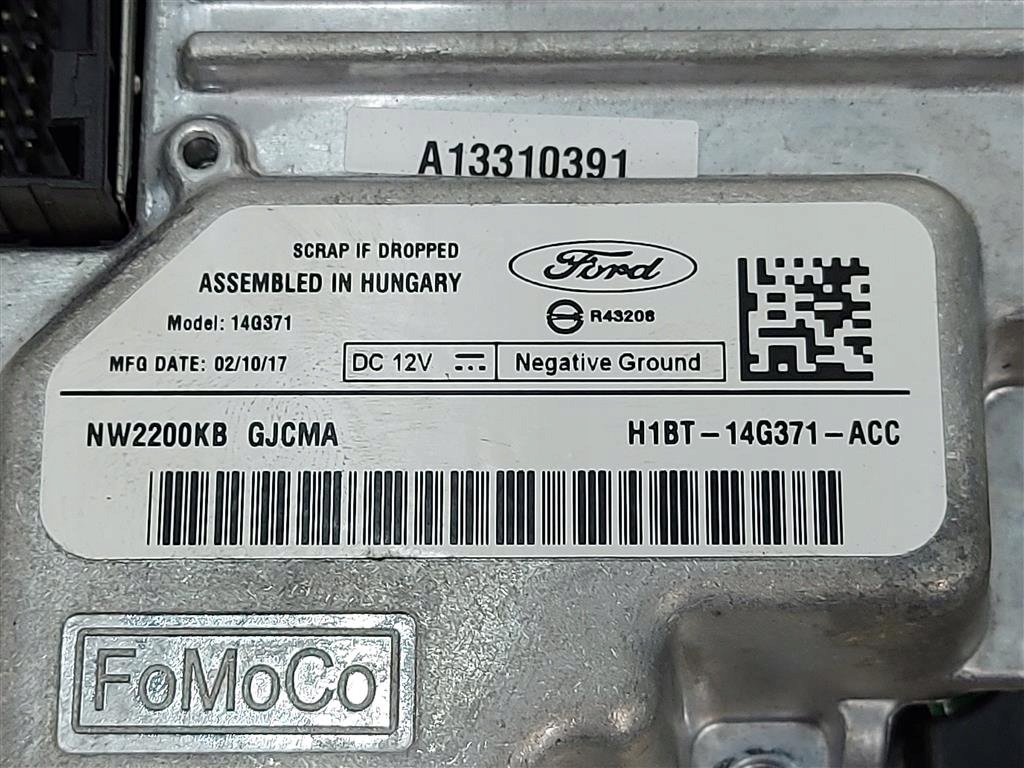 A13310391
SCRAP IF DROPPED
ASSEMBLED IN HUNGARY
Ford
R43208
Model: 14G371
MFG DATE: 02/10/17
DC 12V
Negative Ground
NW2200KB GJCMA
H1BT-14G371-ACC
FoMoCo